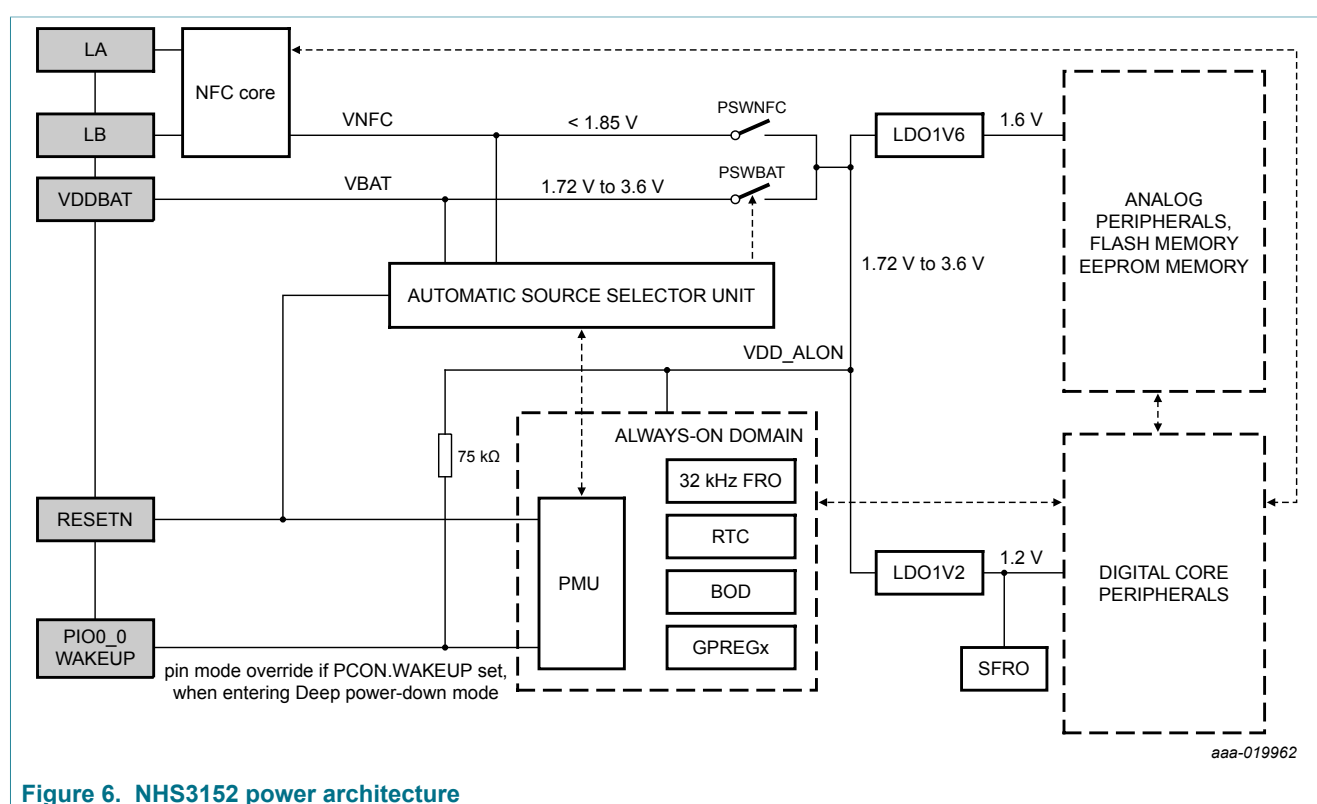 LA
NFC core
LB
VNFC
< 1.85 V
PSWNFC
LDO1V6
1.6 V
VDDBAT
VBAT
1.72 V to 3.6 V
PSWBAT
ANALOG
PERIPHERALS,
FLASH MEMORY
EEPROM MEMORY
1.72 V to 3.6 V
AUTOMATIC SOURCE SELECTOR UNIT
VDD_ALON
75 kΩ
ALWAYS-ON DOMAIN
32 kHz FRO
RTC
BOD
GPREGx
PMU
RESETN
PIO0_0
WAKEUP
pin mode override if PCON.WAKEUP set,
when entering Deep power-down mode
LDO1V2
1.2 V
SFRO
DIGITAL CORE
PERIPHERALS
aaa-019962
Figure 6. NHS3152 power architecture